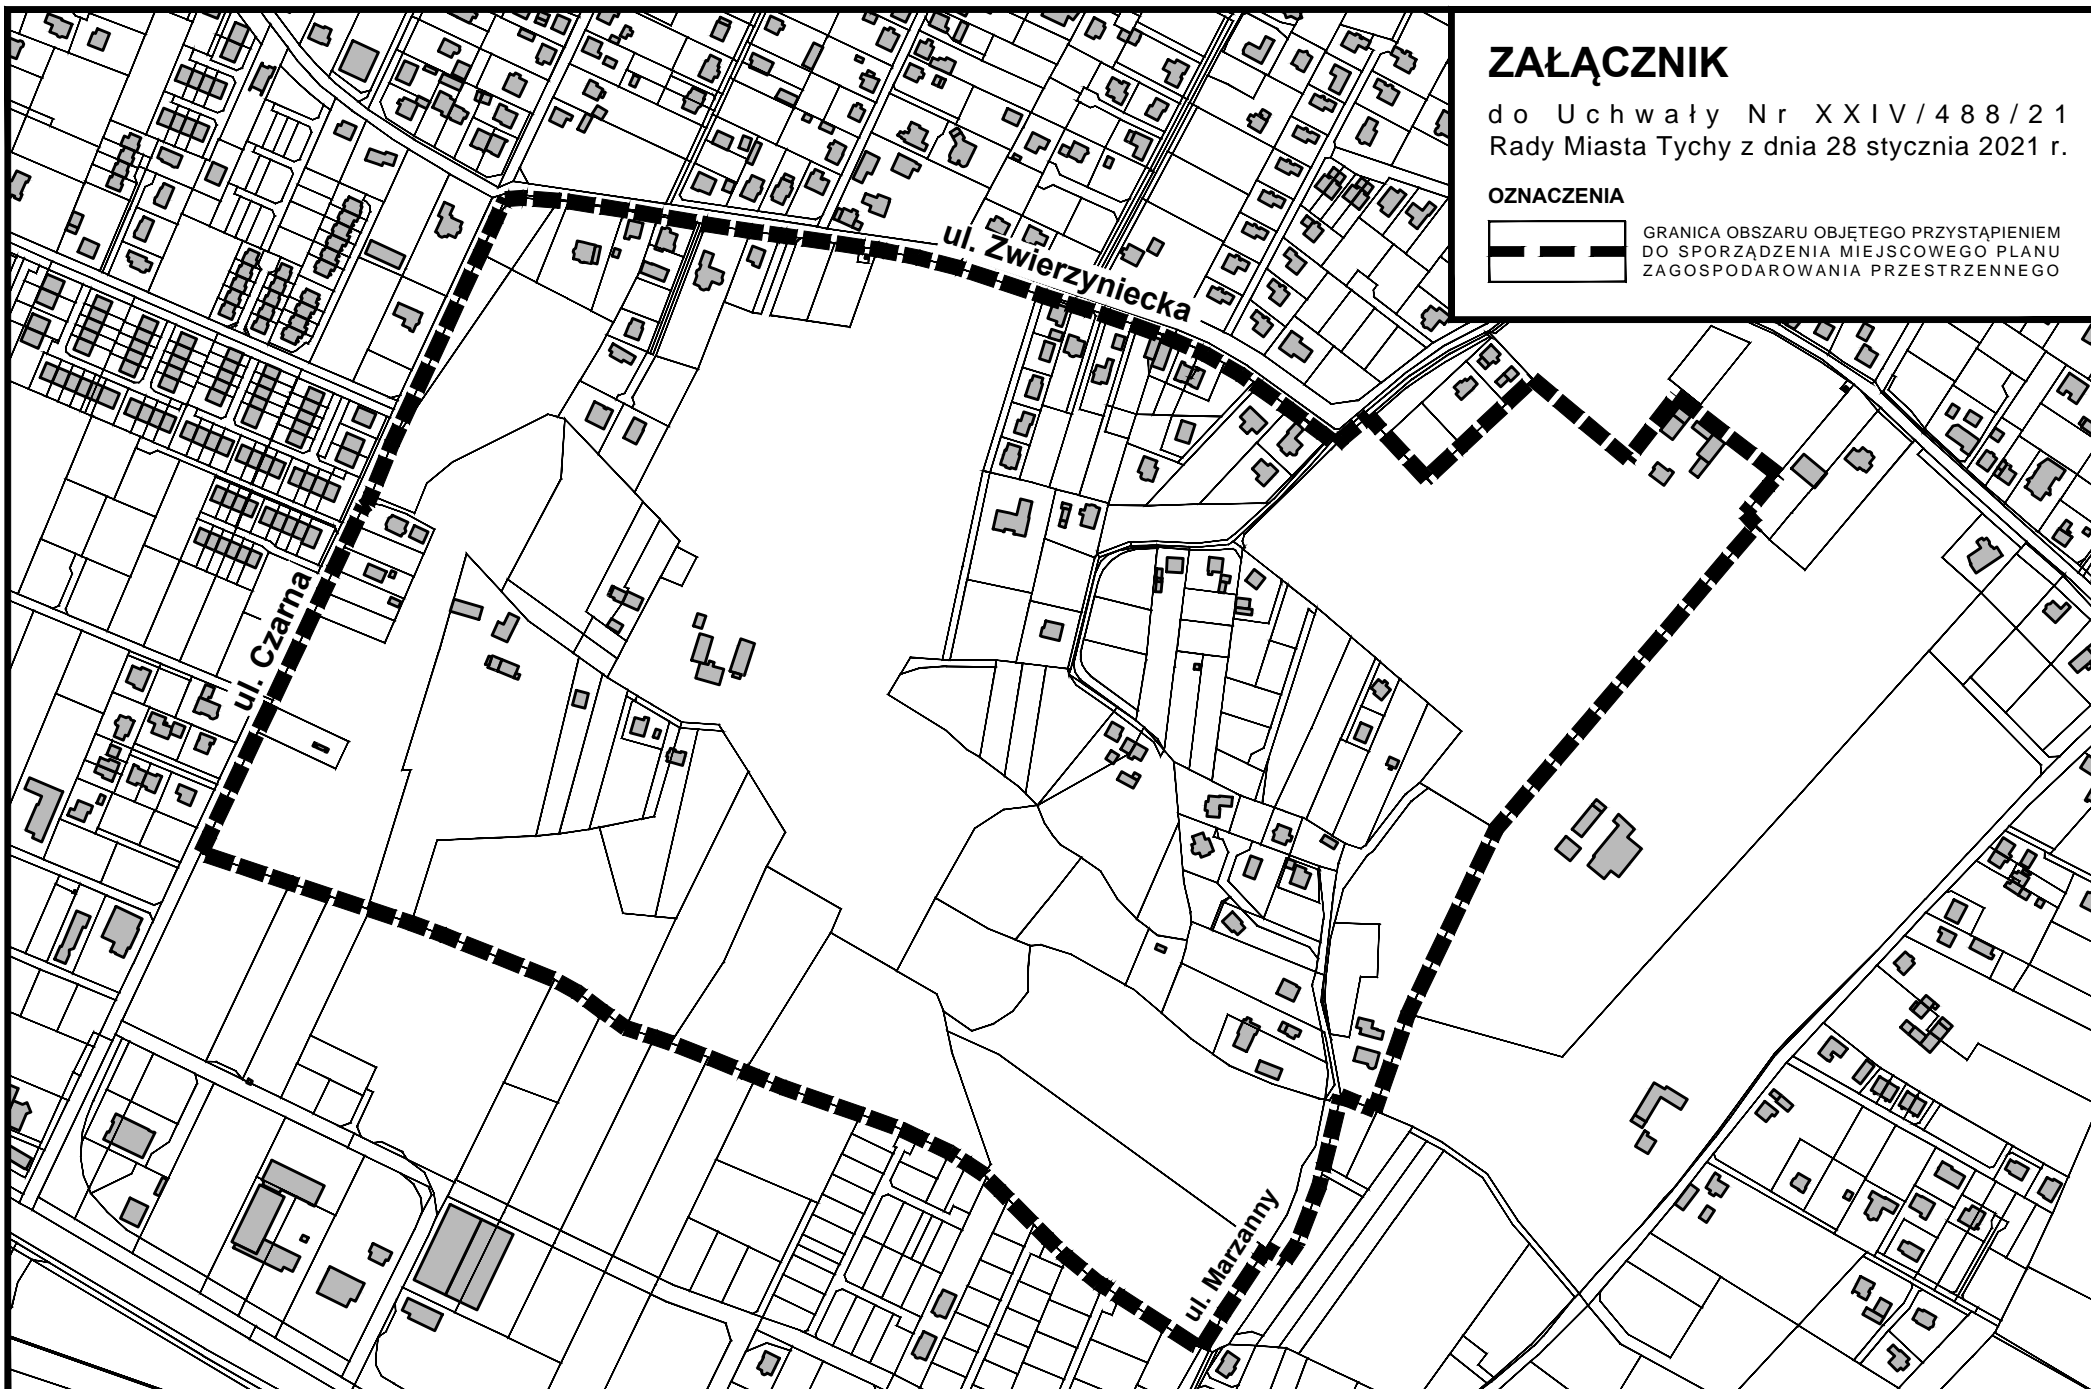 ZAŁĄCZNIK
do Uchwały Nr XXIV/488/21
Rady Miasta Tychy z dnia 28 stycznia 2021 r.
OZNACZENIA
GRANICA OBSZARU OBJĘTEGO PRZYSTĄPIENIEM
DO SPORZĄDZENIA MIEJSCOWEGO PLANU
ZAGOSPODAROWANIA PRZESTRZENNEGO
ul. Zwierzyniecka
ul. Czarna
ul. Marzanny